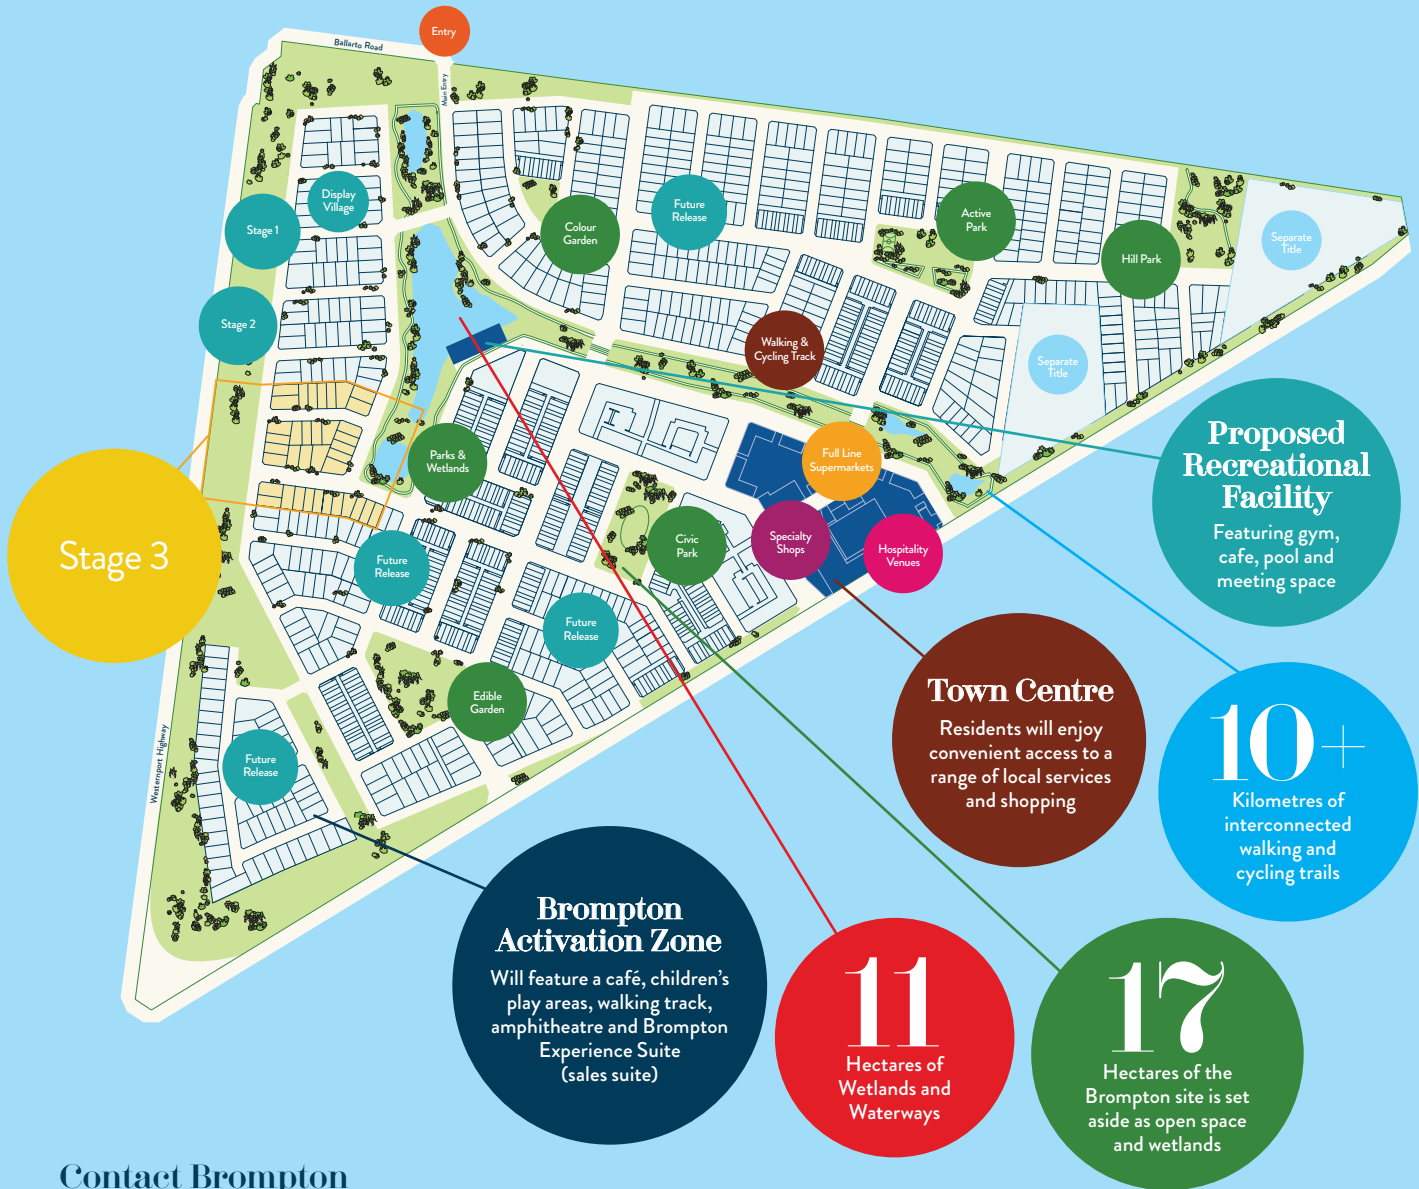 Entry
Ballarto Road
Main Entry
Display
Village
Stage 1
Colour
Garden
Future
Release
Active
Park
Hill Park
Separate
Title
Stage 2
Walking &
Cycling Track
Separate
Title
Parks &
Wetlands
Full Line
Supermarkets
Proposed
Recreational
Facility
Featuring gym,
cafe, pool and
meeting space
Stage 3
Future
Release
Civic
Park
Specialty
Shops
Hospitality
Venues
Future
Release
Edible
Garden
Westernport Highway
Future
Release
Town Centre
Residents will enjoy
convenient access to a
range of local services
and shopping
10+
Kilometres of
interconnected
walking and
cycling trails
Brompton
Activation Zone
Will feature a café, children's
play areas, walking track,
amphitheatre and Brompton
Experience Suite
(sales suite)
11
Hectares of
Wetlands and
Waterways
17
Hectares of the
Brompton site is set
aside as open space
and wetlands
Contact Brompton